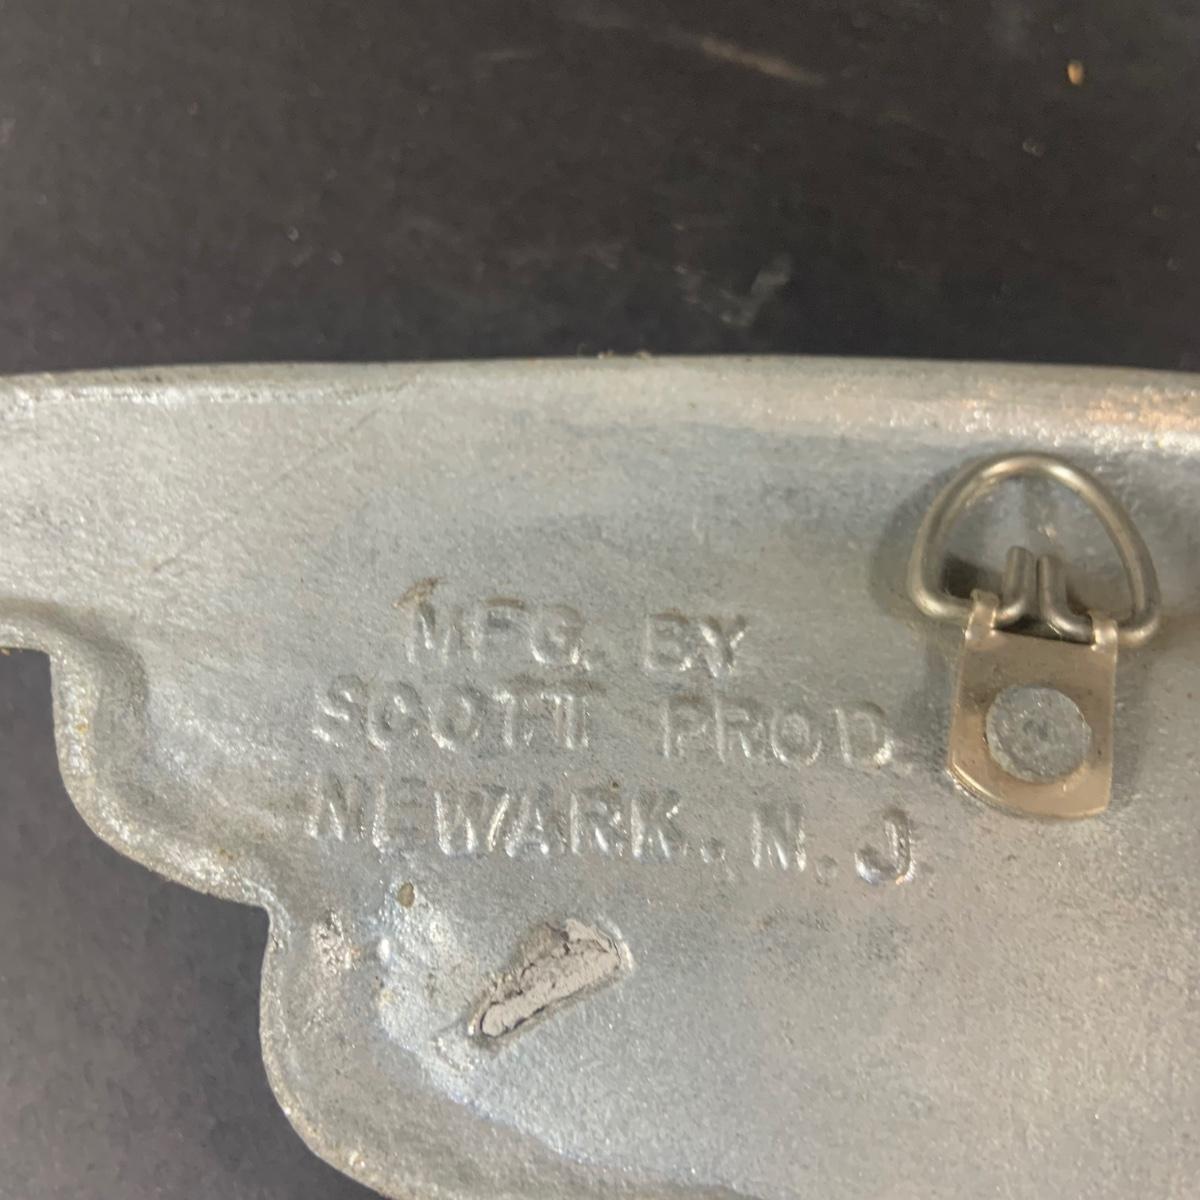 MFG. BY
SCOTT PROD.
NEWARK. N. J.